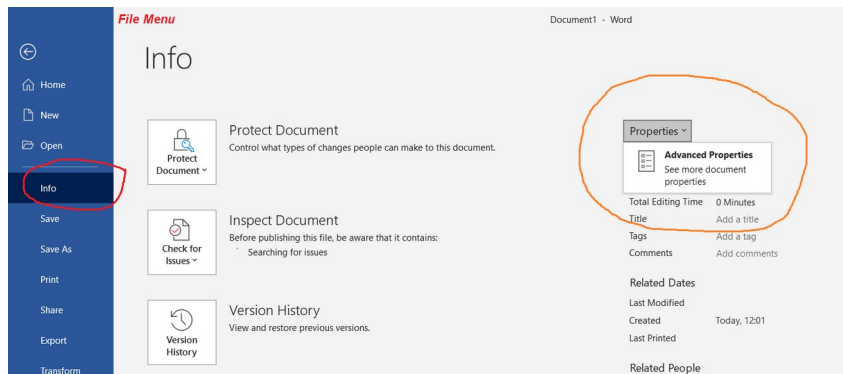 File Menu
Document1 - Word
Info
Home
New
Open
Info
Save
Save As
Print
Share
Export
Transform
Protect
Document
Protect Document
Control what types of changes people can make to this document.
Check for
Issues
Inspect Document
Before publishing this file, be aware that it contains:
Searching for issues
Version
History
Version History
View and restore previous versions.
Properties
Advanced Properties
See more document
properties
Total Editing Time 0 Minutes
Title Add a title
Tags Add a tag
Comments Add comments
Related Dates
Last Modified
Created Today, 12:01
Last Printed
Related People